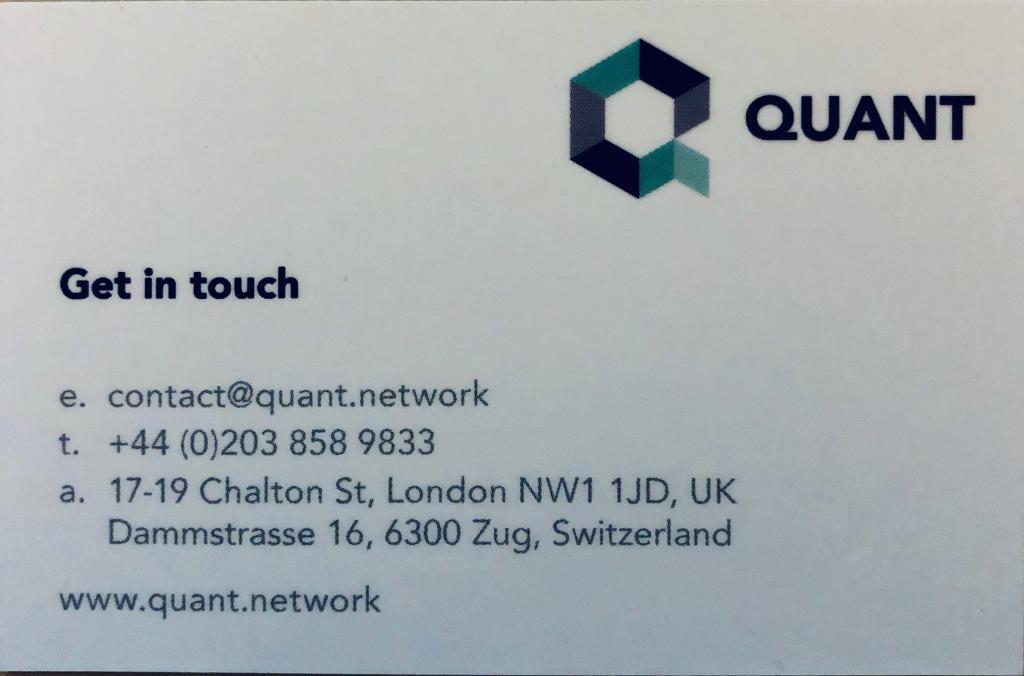 QUANT
Get in touch
e. contact@quant.network
t. +44 (0)203 858 9833
a. 17-19 Chalton St, London NW1 1JD, UK
Dammstrasse 16, 6300 Zug, Switzerland
www.quant.network